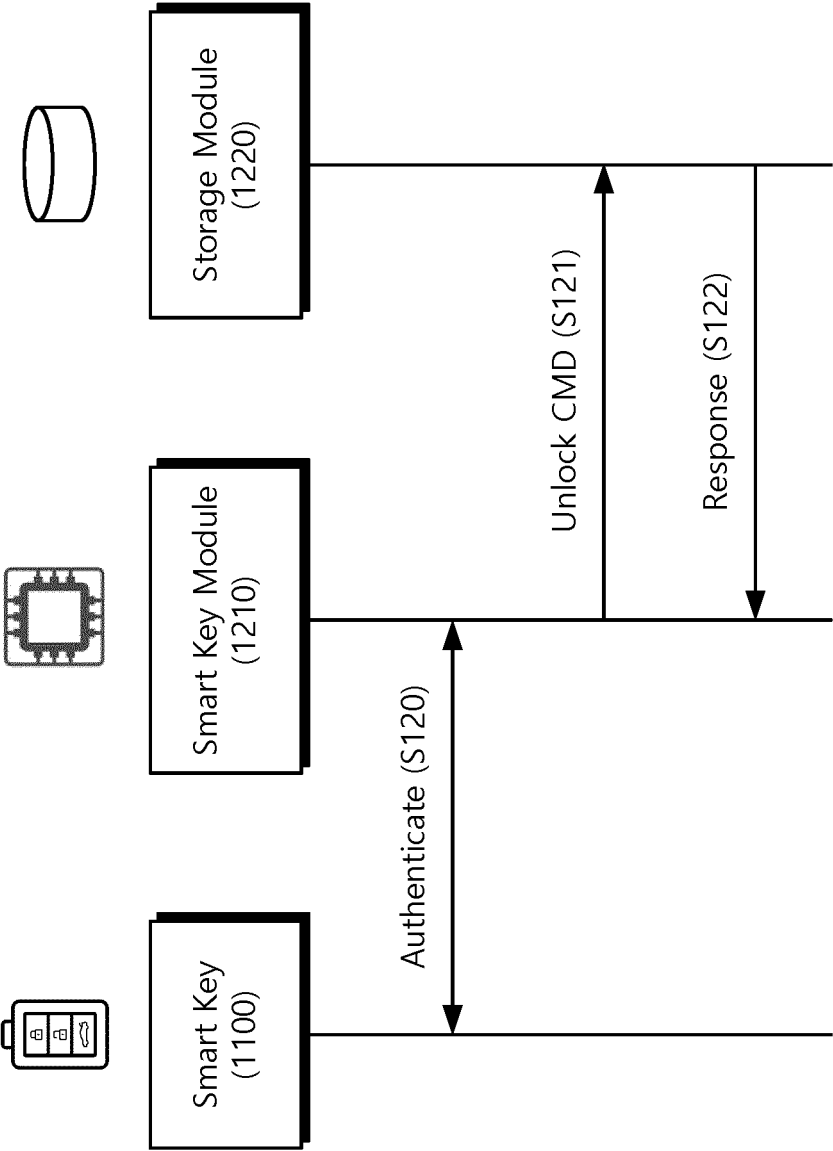 Smart Key
(1100)
Smart Key Module
(1210)
Storage Module
(1220)
Authenticate (S120)
Unlock CMD (S121)
Response (S122)